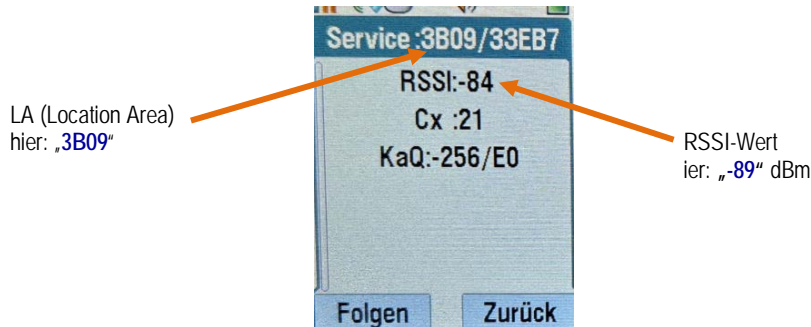 Service :3B09/33EB7
RSSI:-84
Cx :21
KaQ:-256/E0
Folgen Zurück
LA (Location Area)
hier: „3B09“
RSSI-Wert
ier: „-89“ dBm